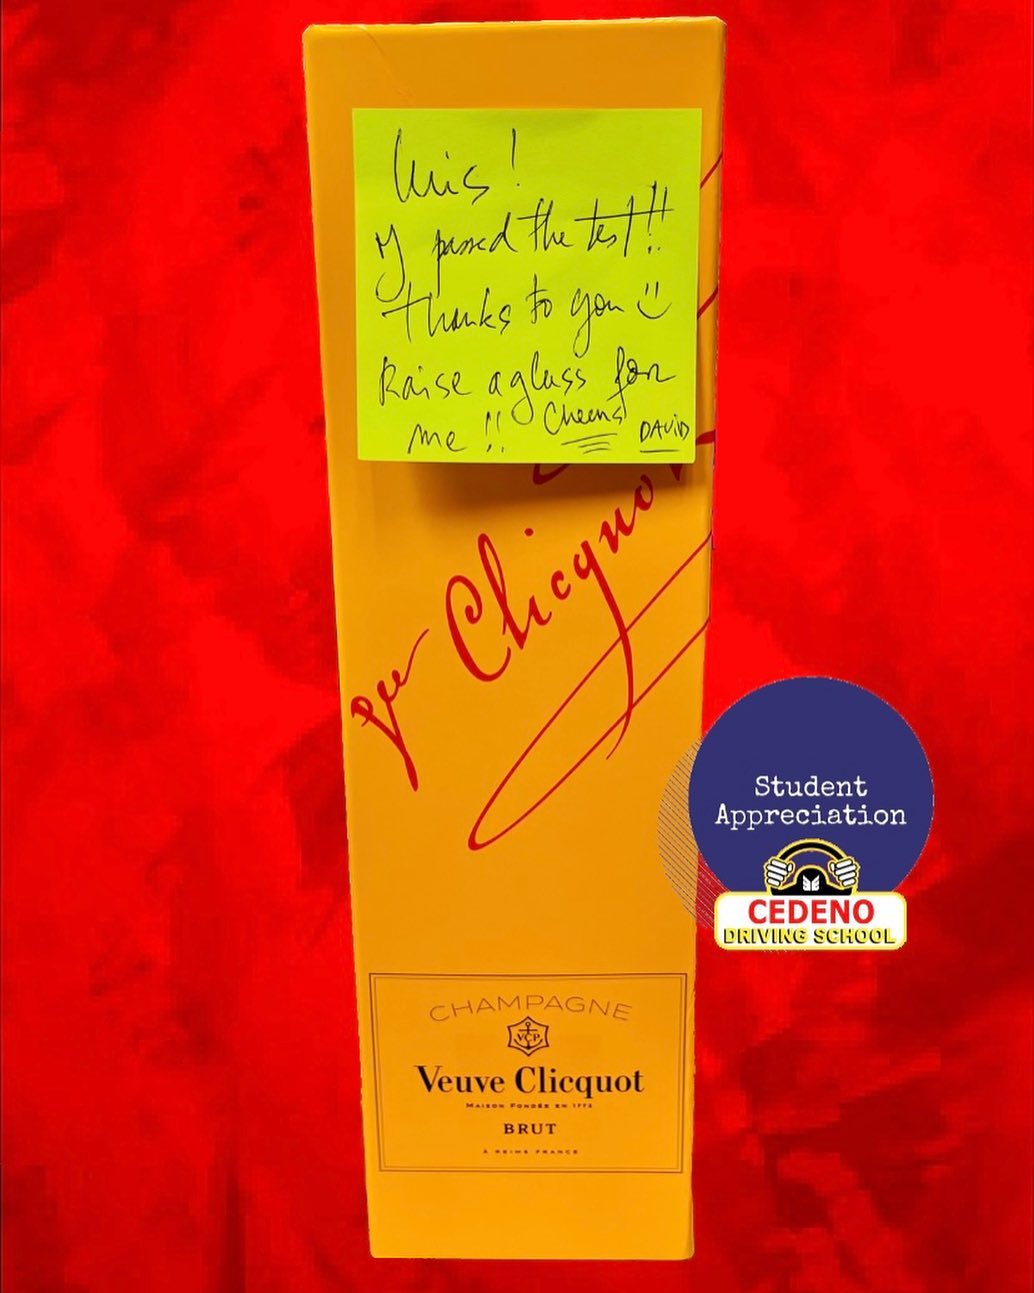 Luis!
I passed the test!!
Thanks to you
Raise a glass for
me!! Cheers DAViD
Clicquot
CHAMPAGNE
VCP
Veuve Clicquot
MAISON FONDÉE EN 1772
BRUT
À REIMS FRANCE
Student
Appreciation
CEDENO
DRIVING SCHOOL